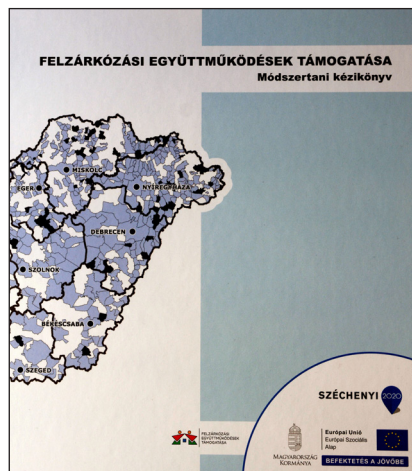 FELZÁRKÓZÁSI EGYÜTTMŰKÖDÉSEK TÁMOGATÁSA
Módszertani kézikönyv
MISKOLC
EGER
NYÍREGYHÁZA
DEBRECEN
SZOLNOK
BÉKÉSCSABA
SZEGED
FELZÁRKÓZÁSI
EGYÜTTMŰKÖDÉSEK
TÁMOGATÁSA
SZÉCHENYI 2020
MAGYARORSZÁG
KORMÁNYA
Európai Unió
Európai Szociális
Alap
BEFEKTETÉS A JÖVŐBE